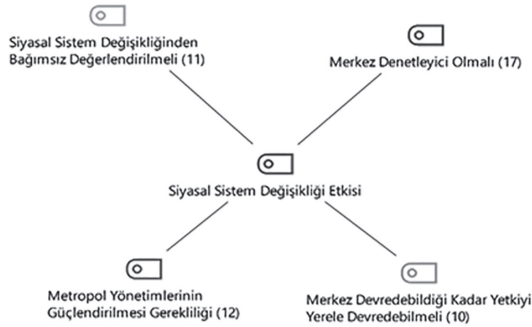 Siyasal Sistem Değişikliğinden
Bağımsız Değerlendirilmeli (11)
Merkez Denetleyici Olmalı (17)
Siyasal Sistem Değişikliği Etkisi
Metropol Yönetimlerinin
Güçlendirilmesi Gerekliliği (12)
Merkez Devredebildiği Kadar Yetkiyi
Yerele Devredebilmeli (10)